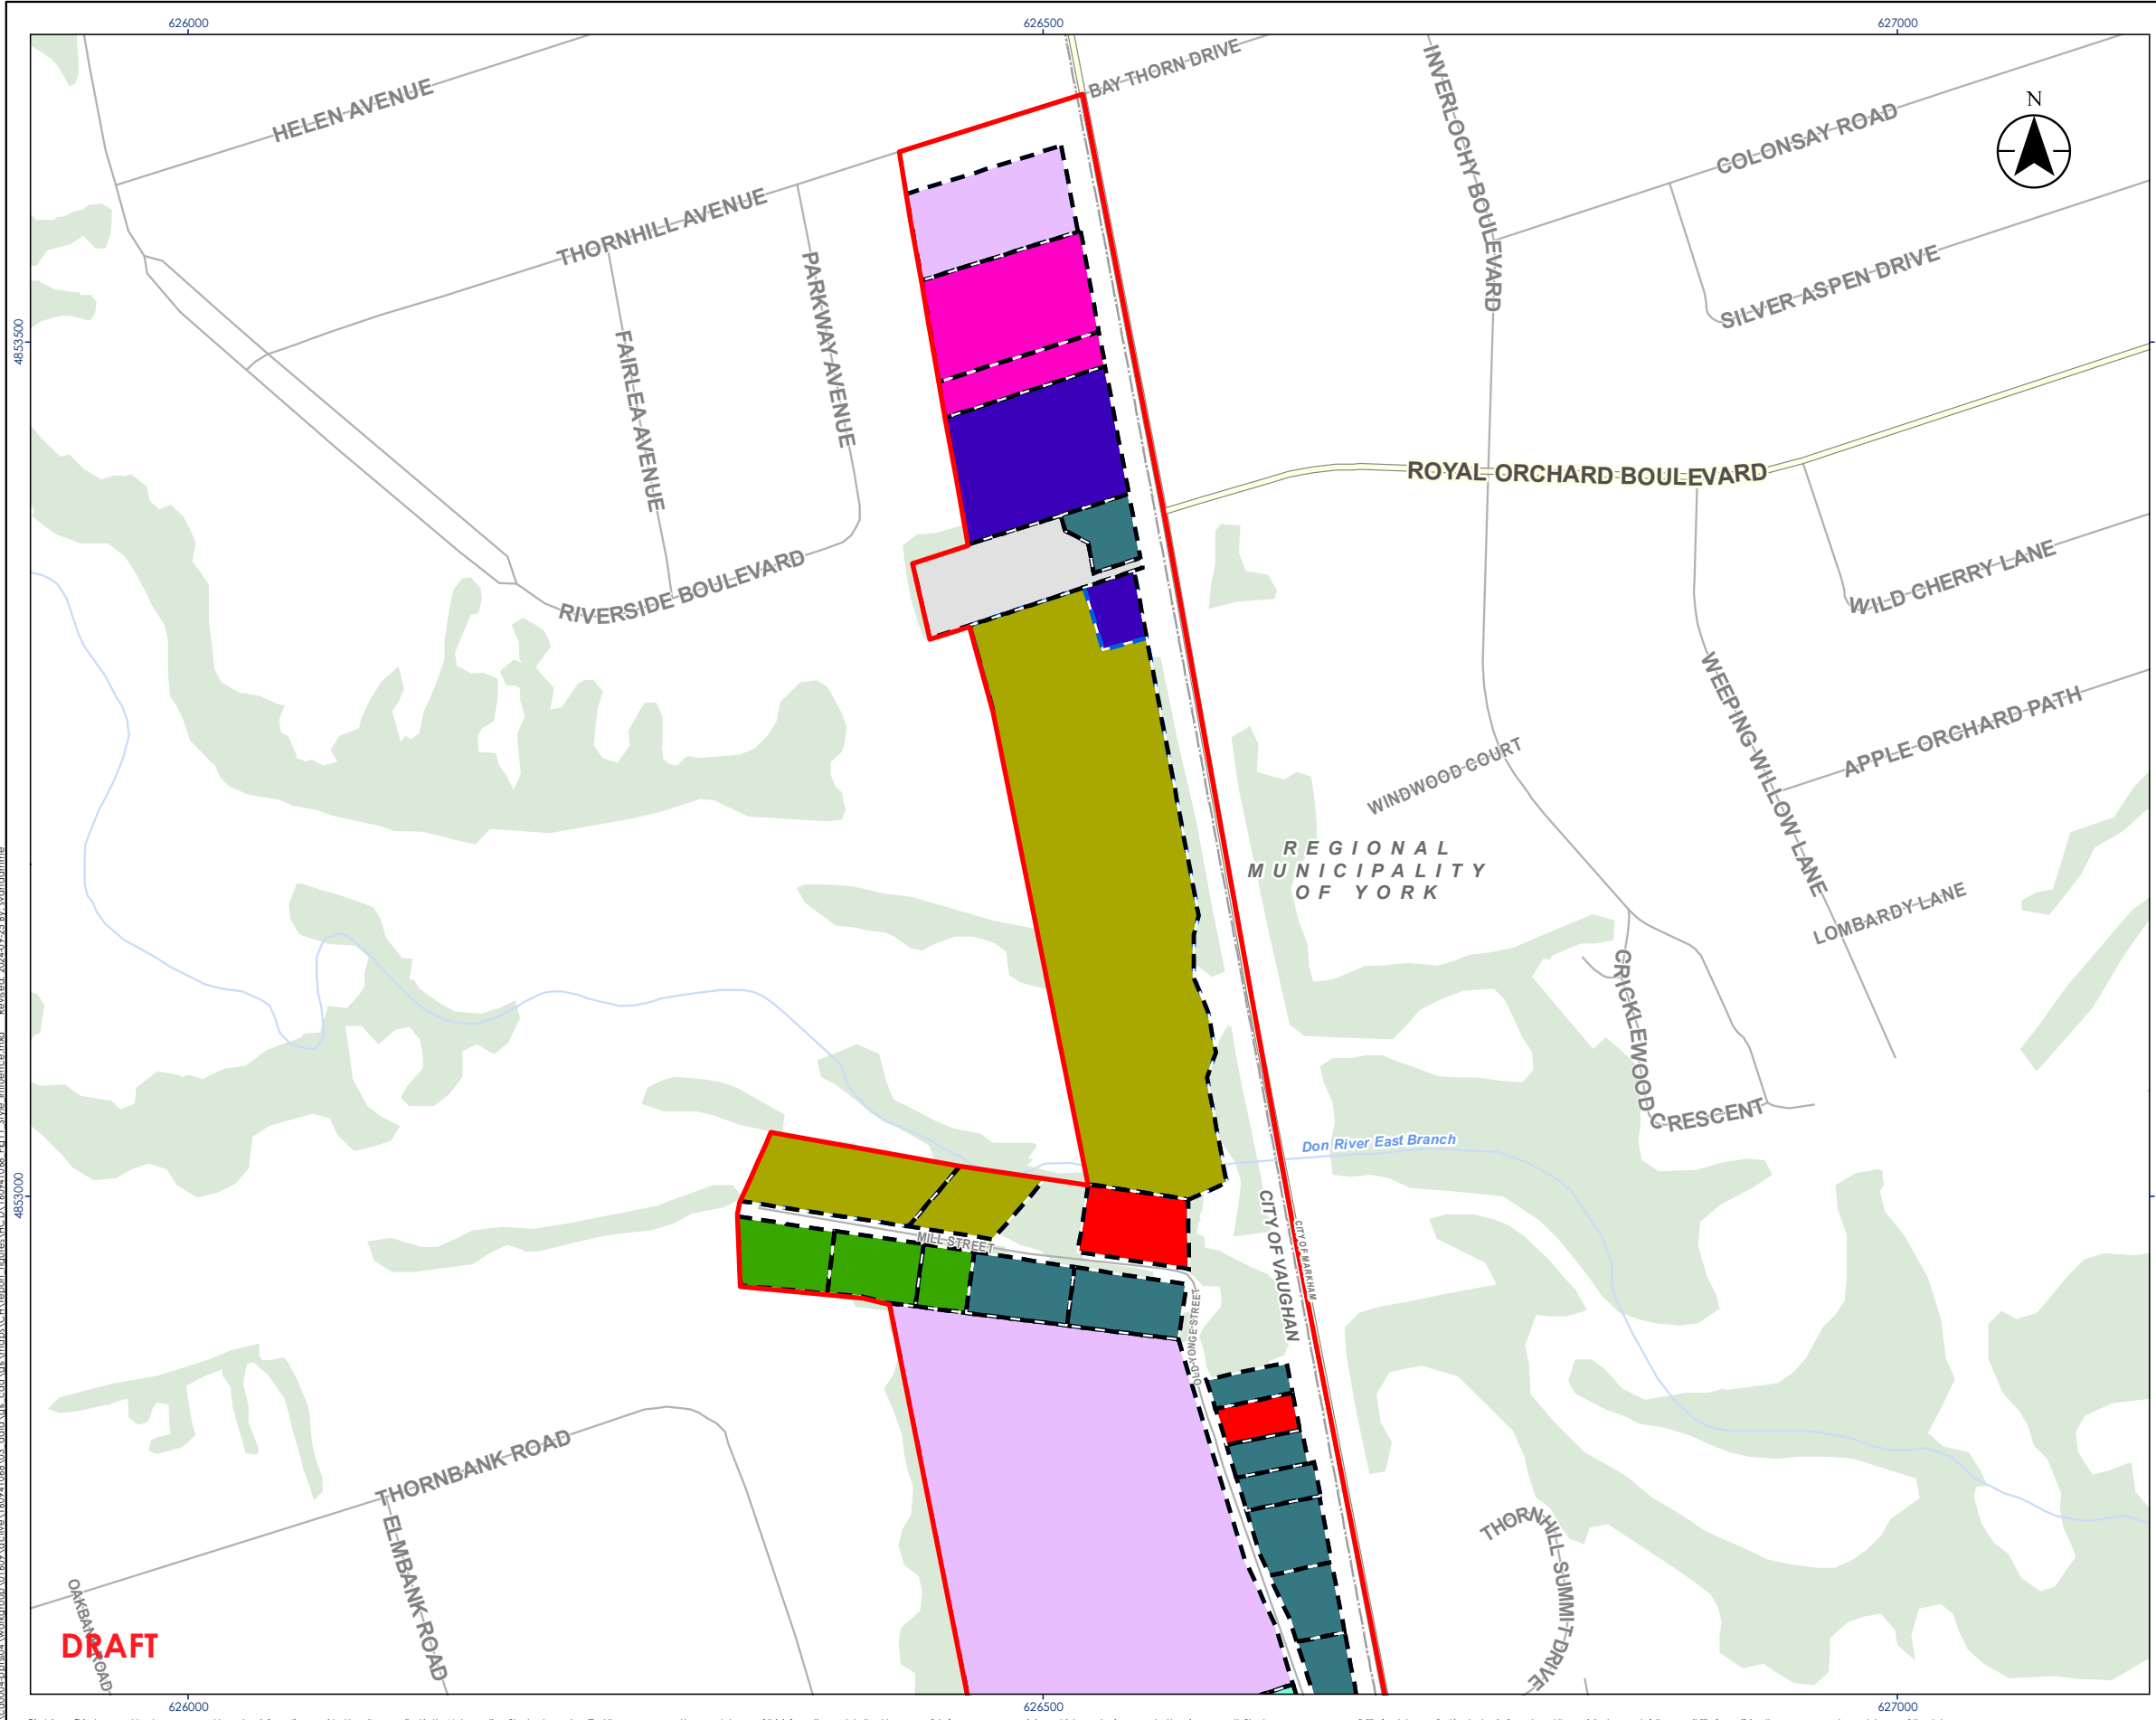 626000
626500
627000
HELEN AVENUE
BAY THORN DRIVE
INVERLOCHY BOULEVARD
COLONSAY ROAD
N
THORNHILL AVENUE
PARKWAY AVENUE
FAIRLEA AVENUE
SILVER ASPEN DRIVE
4853500
ROYAL ORCHARD BOULEVARD
RIVERSIDE BOULEVARD
WILD CHERRY LANE
WEEPING WILLOW LANE
APPLE ORCHARD PATH
WINDWOOD COURT
REGIONAL
MUNICIPALITY
OF YORK
LOMBARDY LANE
CRICKLEWOOD
CRESCENT
Don River East Branch
4853000
CITY OF VAUGHAN
CITY OF MARKHAM
MILL STREET
OLD YONGE STREET
THORNBANK ROAD
ELMBANK ROAD
OAKBANK ROAD
THORNHILL SUMMIT DRIVE
DRAFT
626000
626500
627000